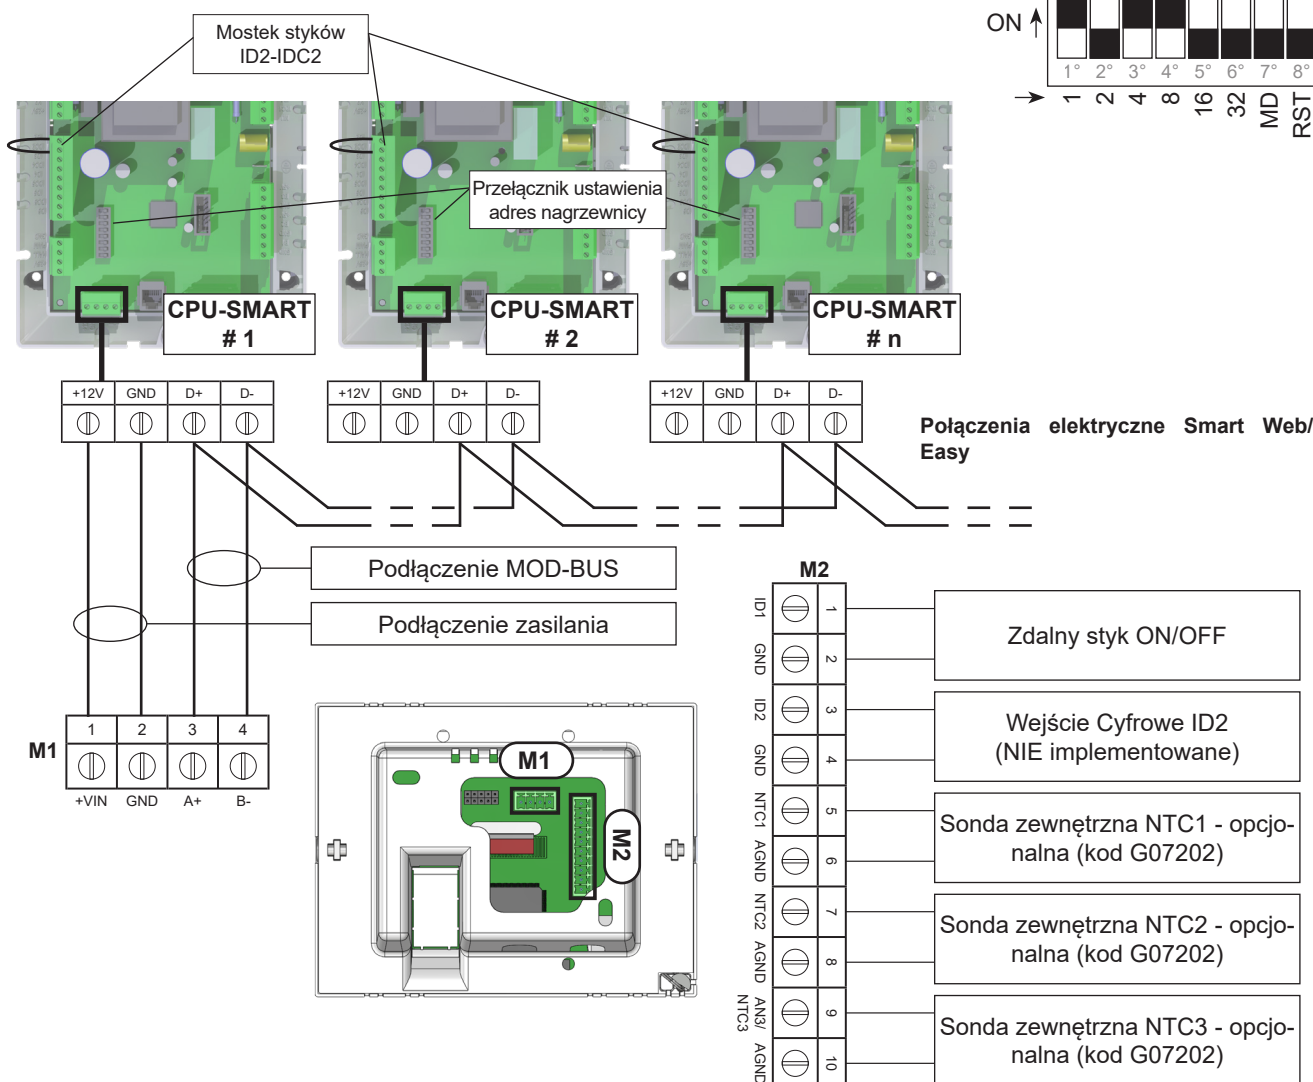 Mostek styków
ID2-IDC2
ON
1° 2° 3° 4° 5° 6° 7° 8°
1 2 4 8 16 32 MD RST
Przełącznik ustawienia
adres nagrzewnicy
CPU-SMART
# 1
CPU-SMART
# 2
CPU-SMART
# n
+12V GND D+ D-
+12V GND D+ D-
+12V GND D+ D-
Połączenia elektryczne Smart Web/
Easy
Podłączenie MOD-BUS
Podłączenie zasilania
M1
1 2 3 4
+VIN GND A+ B-
M1
M2
M2
ID1 1
GND 2
Zdalny styk ON/OFF
ID2 3
GND 4
Wejście Cyfrowe ID2
(NIE implementowane)
NTC1 5
AGND 6
Sonda zewnętrzna NTC1 - opcjo-
nalna (kod G07202)
NTC2 7
AGND 8
Sonda zewnętrzna NTC2 - opcjo-
nalna (kod G07202)
AN3/
NTC3 9
AGND 10
Sonda zewnętrzna NTC3 - opcjo-
nalna (kod G07202)